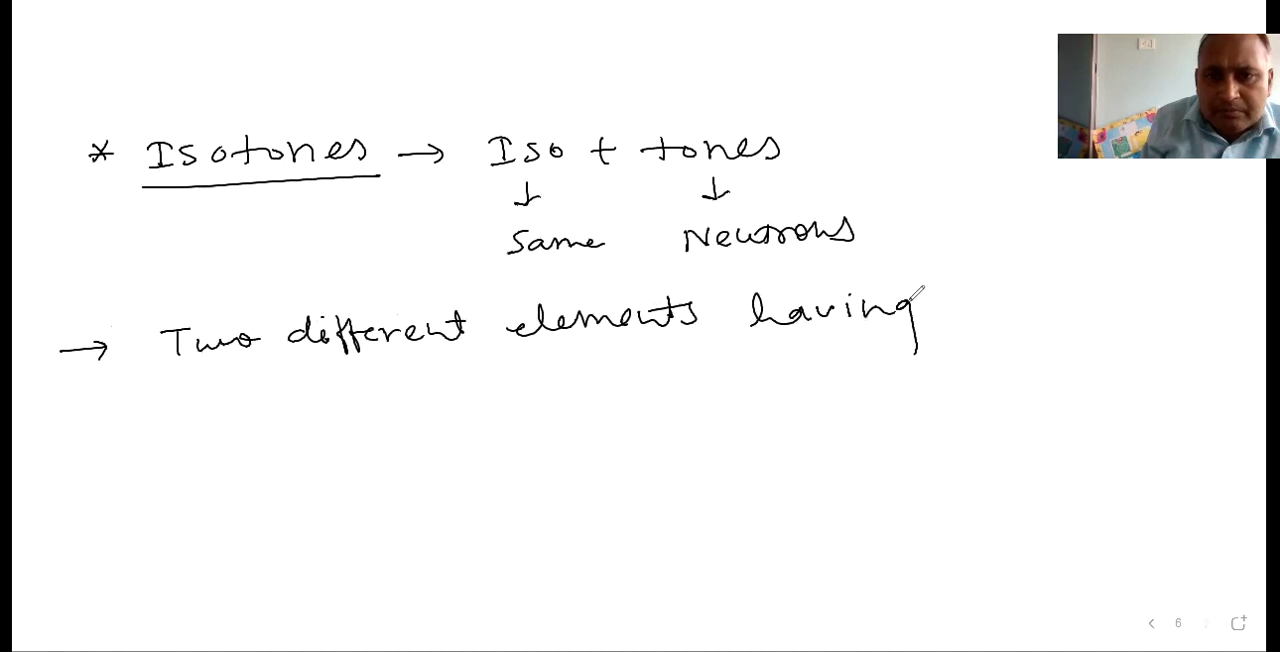 * Isotones → Iso + tones
↓ ↓
Same Neutrons
→ Two different elements having
< 6